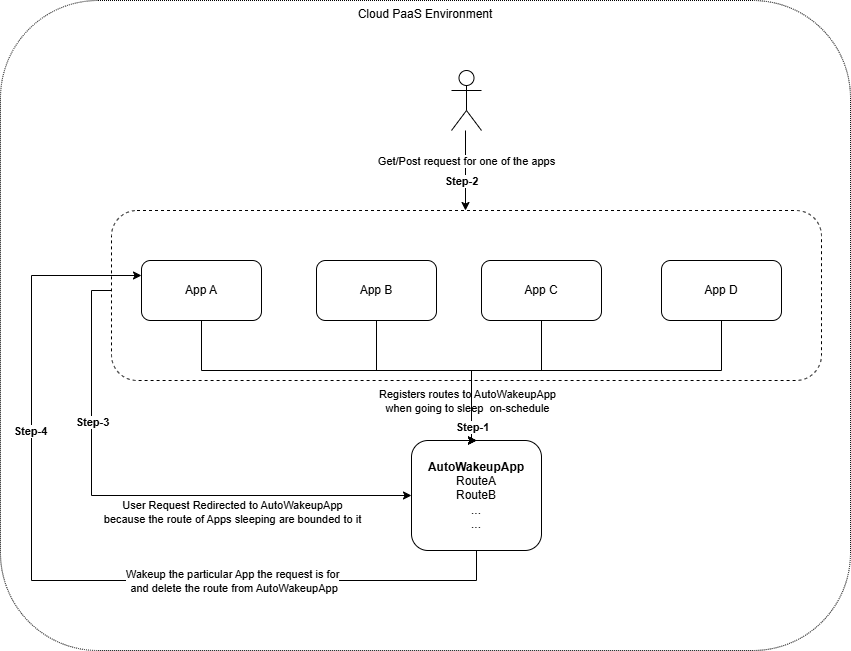 Cloud PaaS Environment
Get/Post request for one of the apps
Step-2
App A
App B
App C
App D
Registers routes to AutoWakeupApp
when going to sleep on-schedule
Step-1
Step-3
Step-4
AutoWakeupApp
RouteA
RouteB
...
...
User Request Redirected to AutoWakeupApp
because the route of Apps sleeping are bounded to it
Wakeup the particular App the request is for
and delete the route from AutoWakeupApp